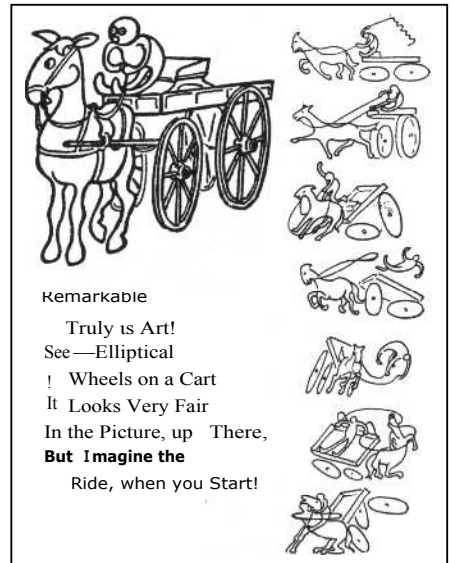 Remarkable
Truly is Art!
See—Elliptical
! Wheels on a Cart
It Looks Very Fair
In the Picture, up There,
But Imagine the
Ride, when you Start!